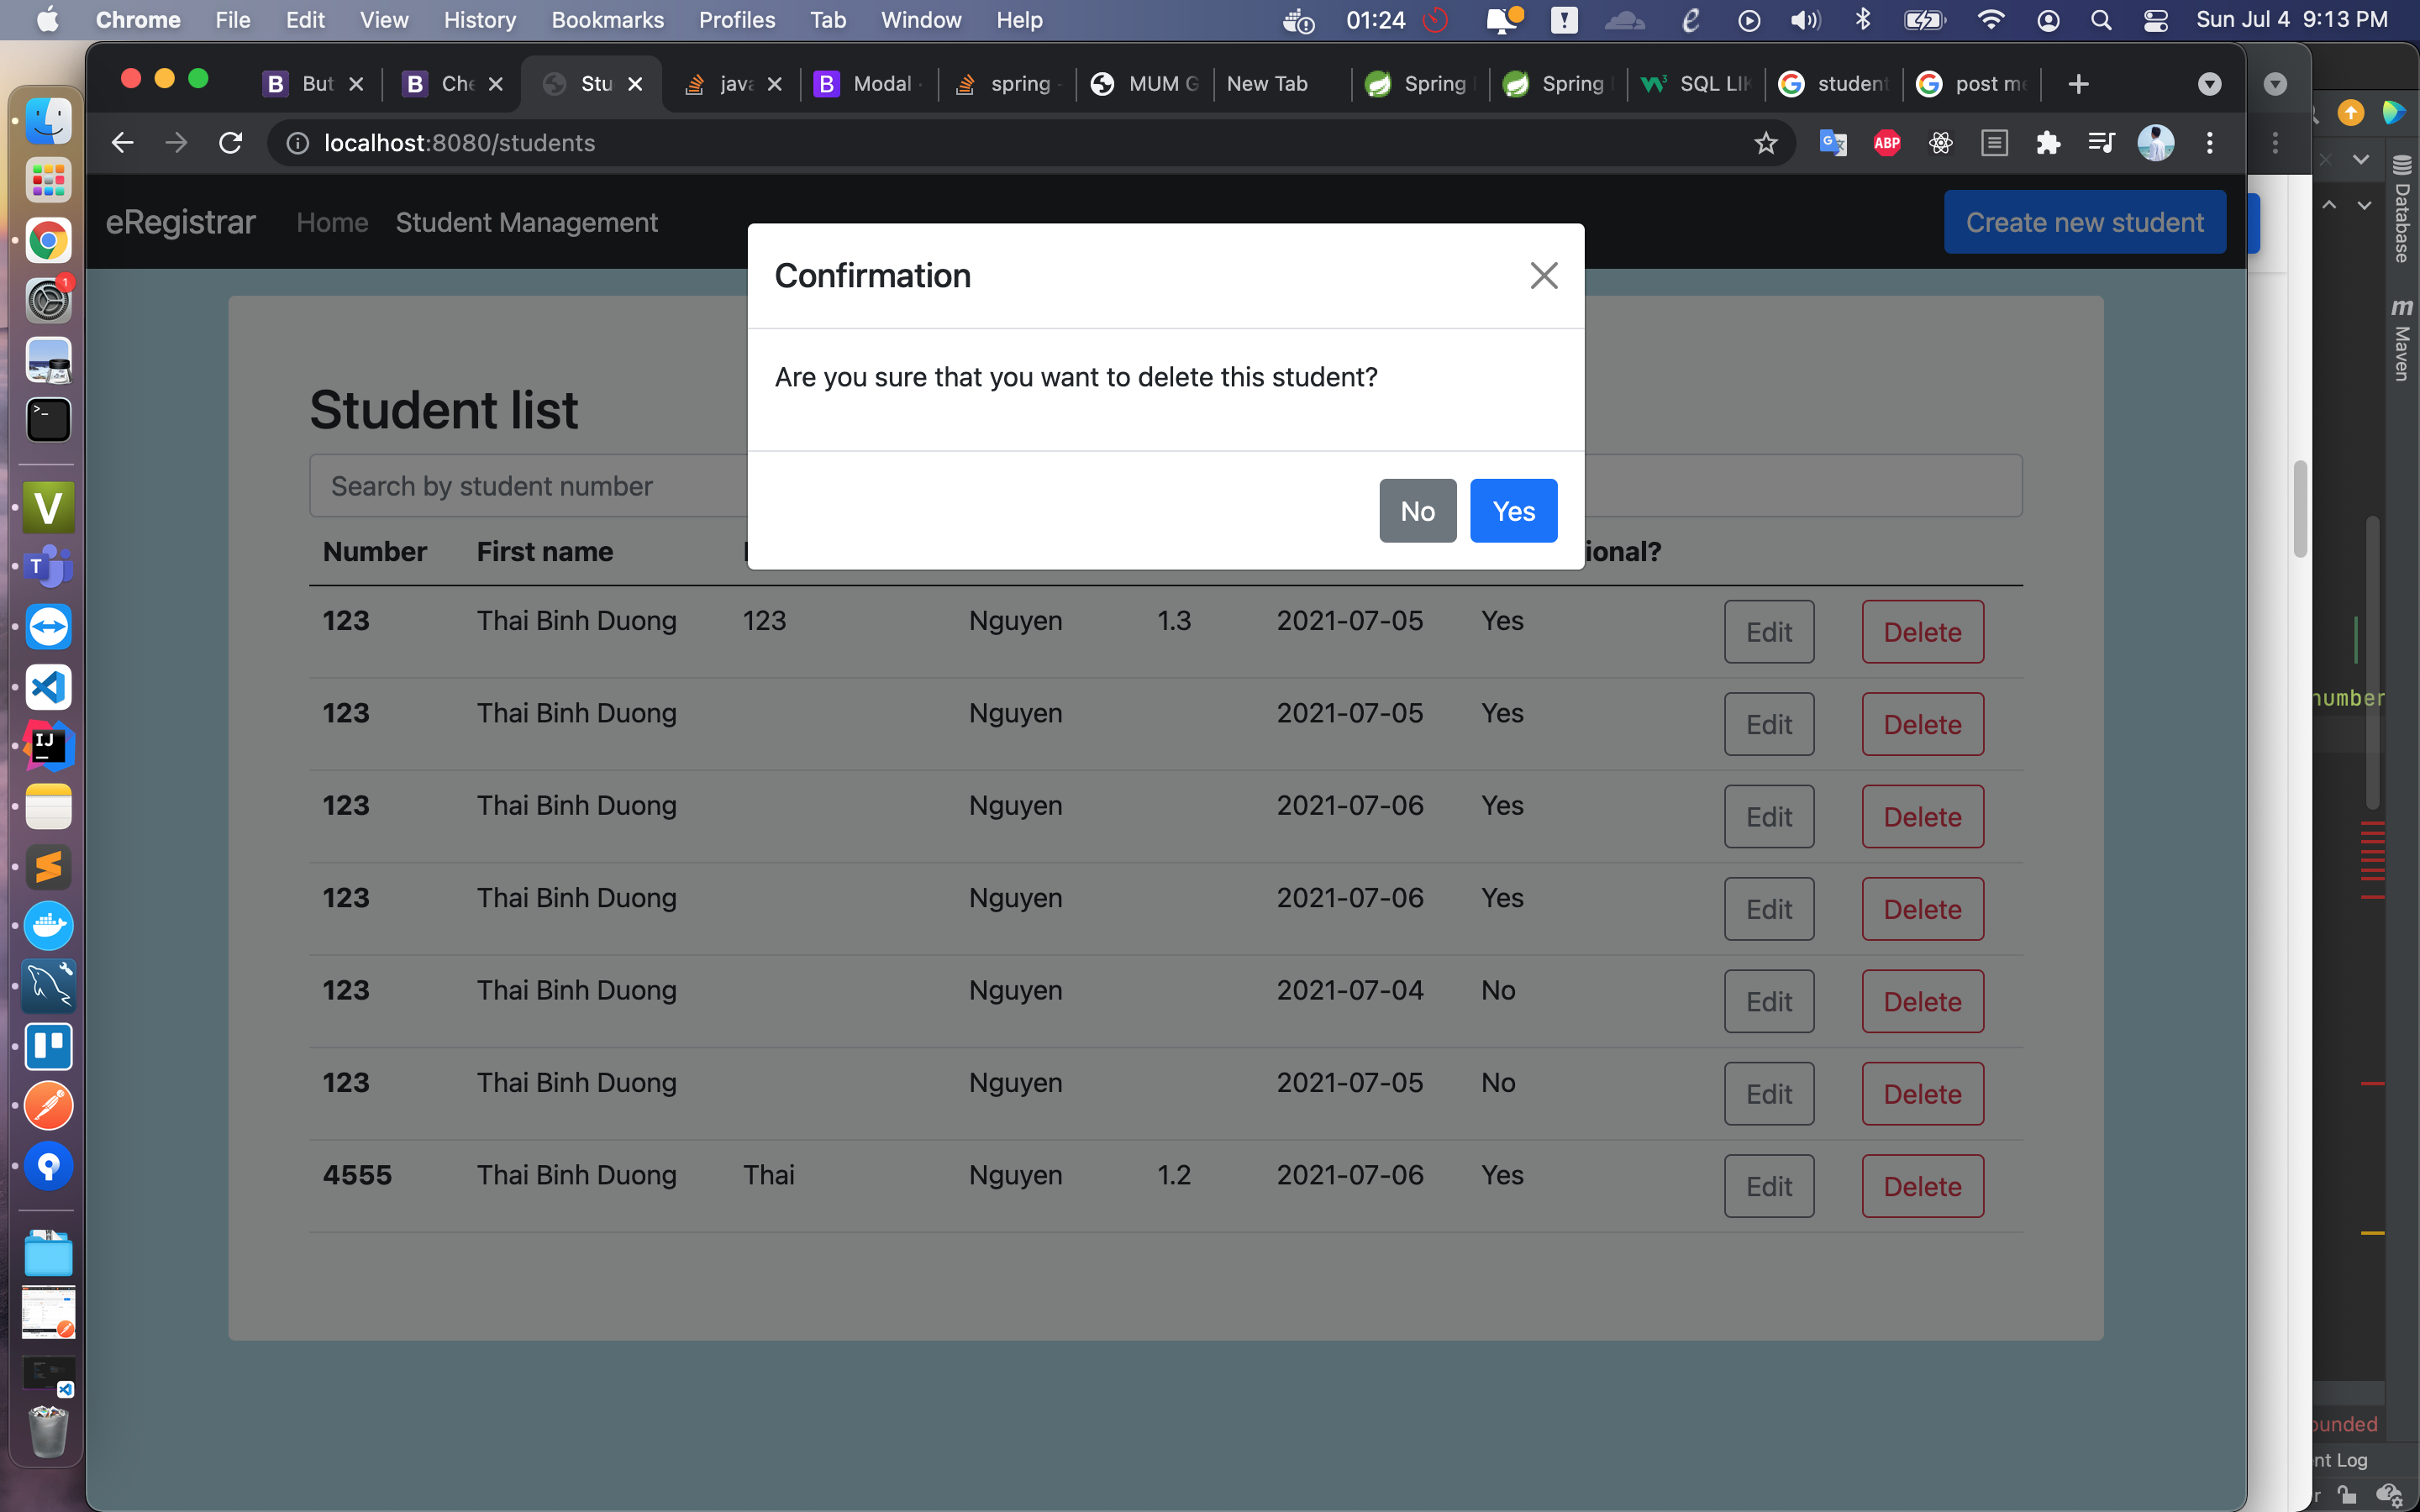 Chrome File Edit View History Bookmarks Profiles Tab Window Help 01:24 Sun Jul 4 9:13 PM
But Che Stu java Modal spring MUM G New Tab Spring Spring SQL LIK student post me
localhost:8080/students
eRegistrar Home Student Management Create new student
Confirmation
Are you sure that you want to delete this student?
No Yes
Student list
Search by student number
Number First name ional?
123 Thai Binh Duong 123 Nguyen 1.3 2021-07-05 Yes Edit Delete
123 Thai Binh Duong Nguyen 2021-07-05 Yes Edit Delete
123 Thai Binh Duong Nguyen 2021-07-06 Yes Edit Delete
123 Thai Binh Duong Nguyen 2021-07-06 Yes Edit Delete
123 Thai Binh Duong Nguyen 2021-07-04 No Edit Delete
123 Thai Binh Duong Nguyen 2021-07-05 No Edit Delete
4555 Thai Binh Duong Thai Nguyen 1.2 2021-07-06 Yes Edit Delete
Database
Maven
number
ounded
nt Log
ABP
1
V
T
IJ